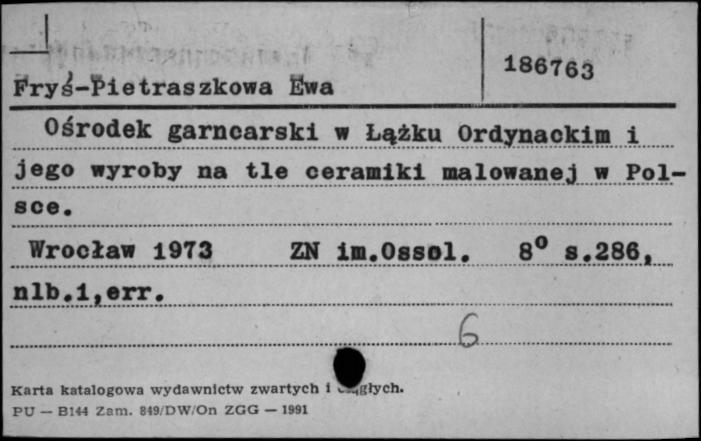 186763
Fryś-Pietraszkowa Ewa
Ośrodek garncarski w Łążku Ordynackim i
jego wyroby na tle ceramiki malowanej w Pol-
sce.
Wrocław 1973 ZN im.Ossol. 8° s.286,
nlb.1,err.
6
Karta katalogowa wydawnictw zwartych i
PU — B144 Zam. 849/DW/On ZGG — 1991